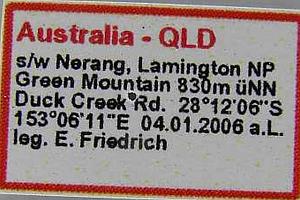 Australia - QLD
s/w Nerang, Lamington NP
Green Mountain 830m üNN
Duck Creek Rd. 28°12'06"S
153°06'11"E 04.01.2006 a.L.
leg. E. Friedrich